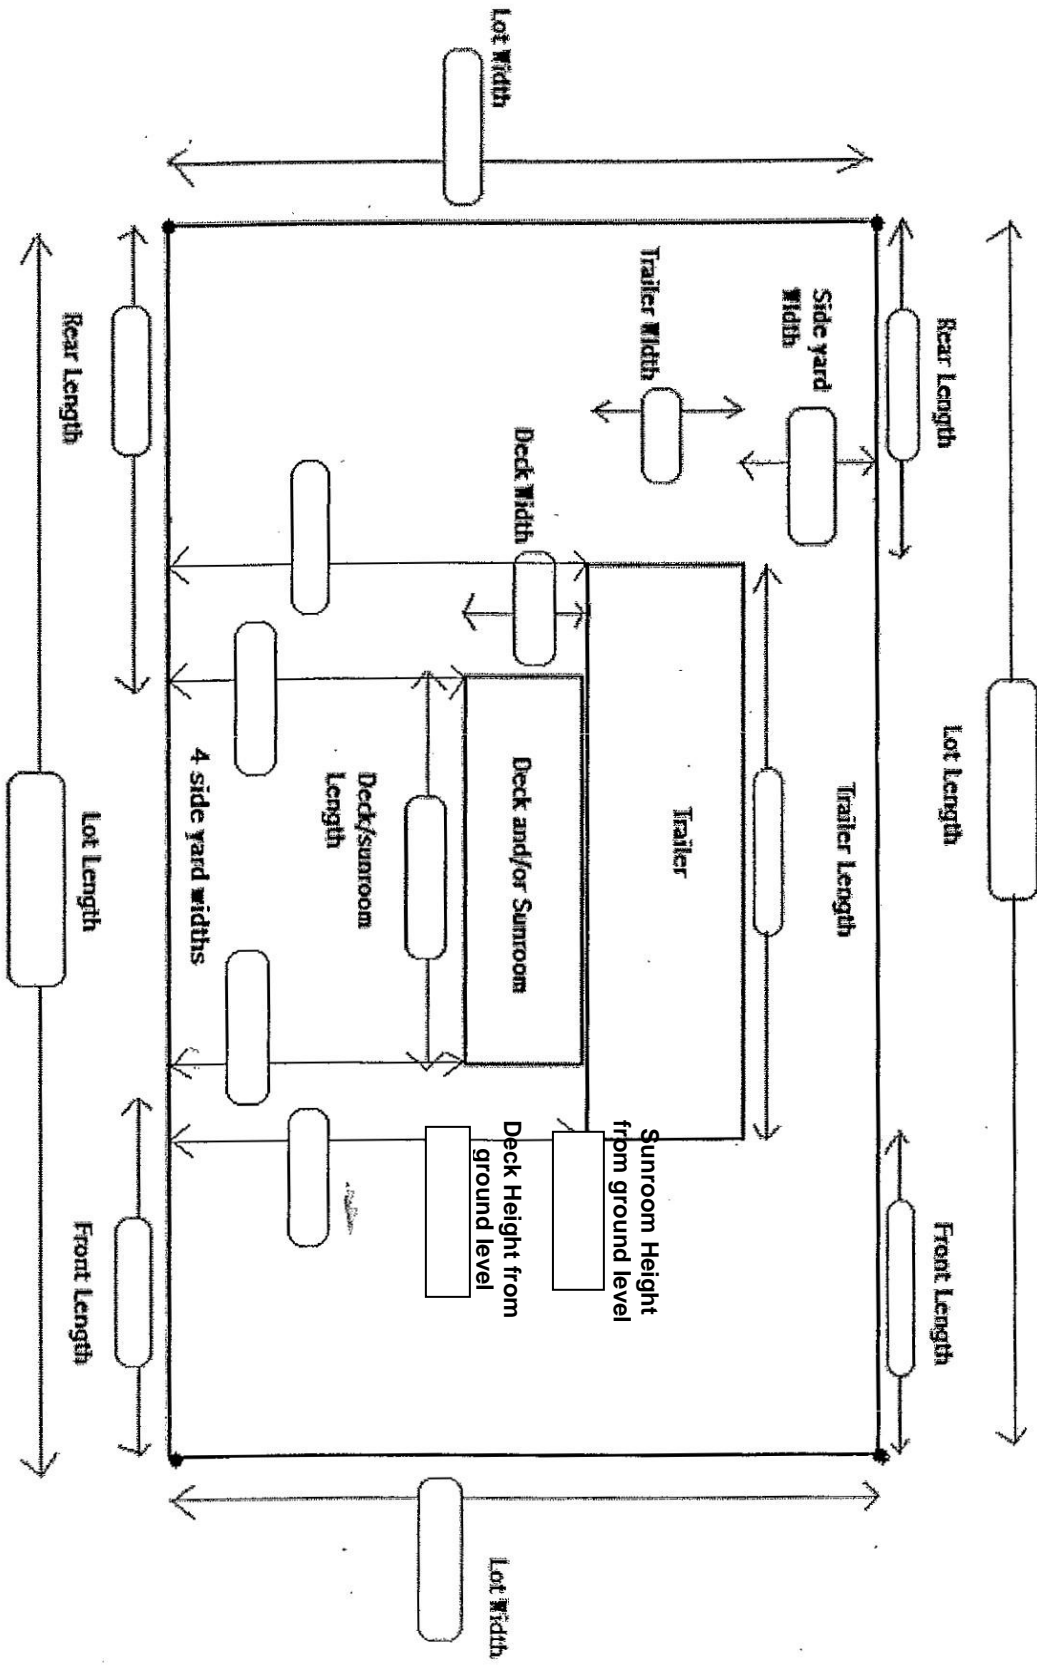 Lot Length
Rear Length
Front Length
Side yard
Width
Trailer Length
Trailer Width
Trailer
Sunroom Height
from ground level
Lot Width
Deck Width
Deck and/or Sunroom
Deck Height from
ground level
Lot Width
Deck/sunroom
Length
4 side yard widths
Rear Length
Lot Length
Front Length